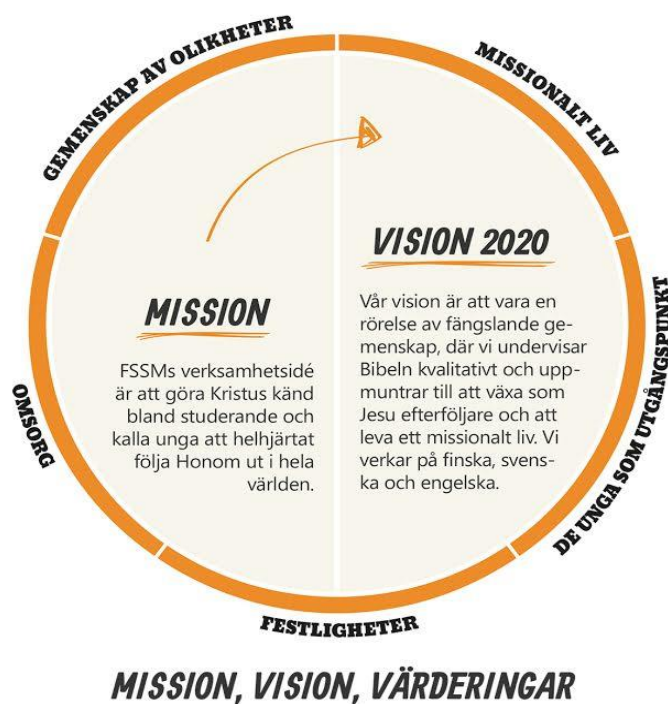 GEMENSKAP AV OLIKHETER
MISSIONALT LIV
MISSION
FSSMs verksamhetsidé
är att göra Kristus känd
bland studerande och
kalla unga att helhjärtat
följa Honom ut i hela
världen.
VISION 2020
Vår vision är att vara en
rörelse av fängslande ge-
menskap, där vi undervisar
Bibeln kvalitativt och upp-
muntrar till att växa som
Jesu efterföljare och att
leva ett missionalt liv. Vi
verkar på finska, svens-
ka och engelska.
OMSORG
DE UNGA SOM UTGÅNGSPUNKT
FESTLIGHETER
MISSION, VISION, VÄRDERINGAR